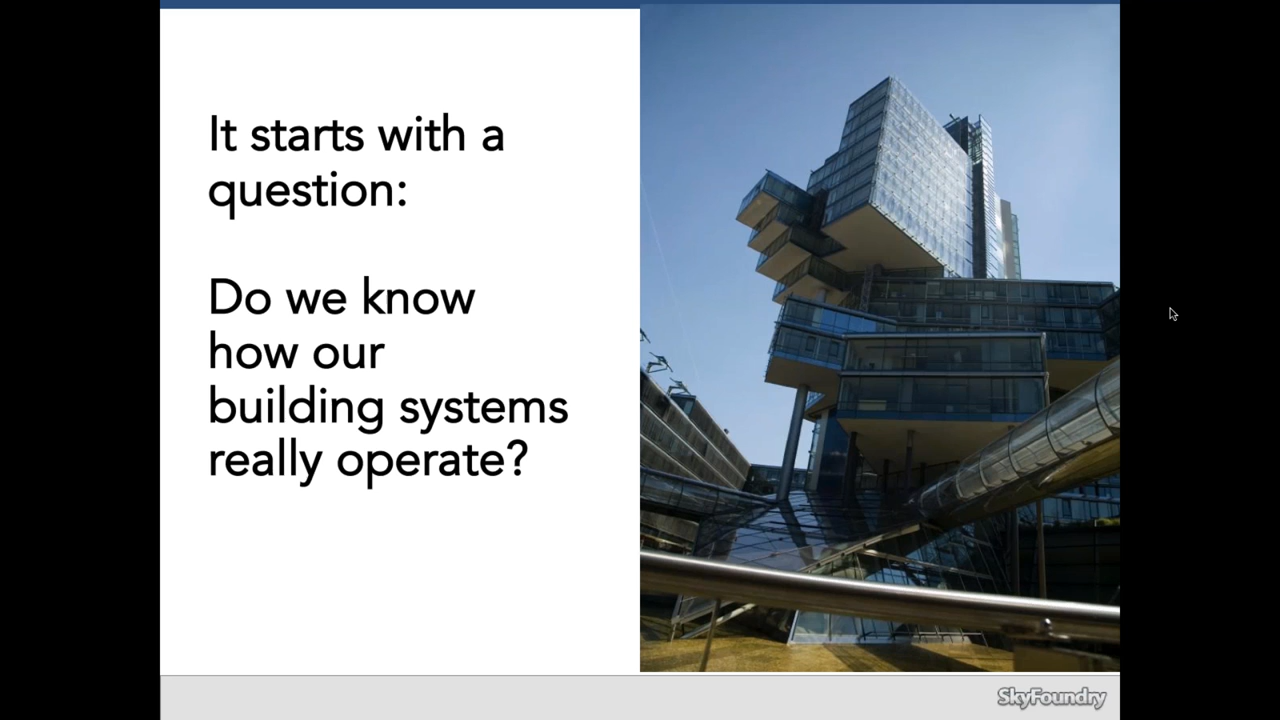 It starts with a
question:
Do we know
how our
building systems
really operate?
SkyFoundry